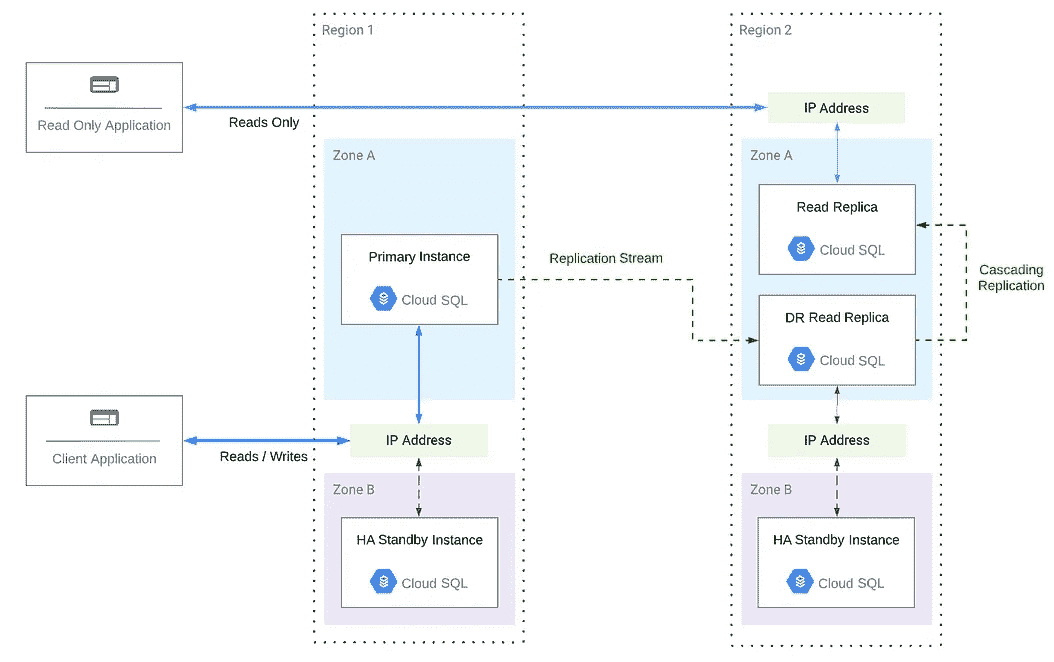 Region 1
Region 2
Read Only Application
Reads Only
IP Address
Zone A
Zone A
Read Replica
Cloud SQL
Primary Instance
Cloud SQL
Replication Stream
Cascading
Replication
DR Read Replica
Cloud SQL
Client Application
Reads / Writes
IP Address
IP Address
Zone B
Zone B
HA Standby Instance
Cloud SQL
HA Standby Instance
Cloud SQL